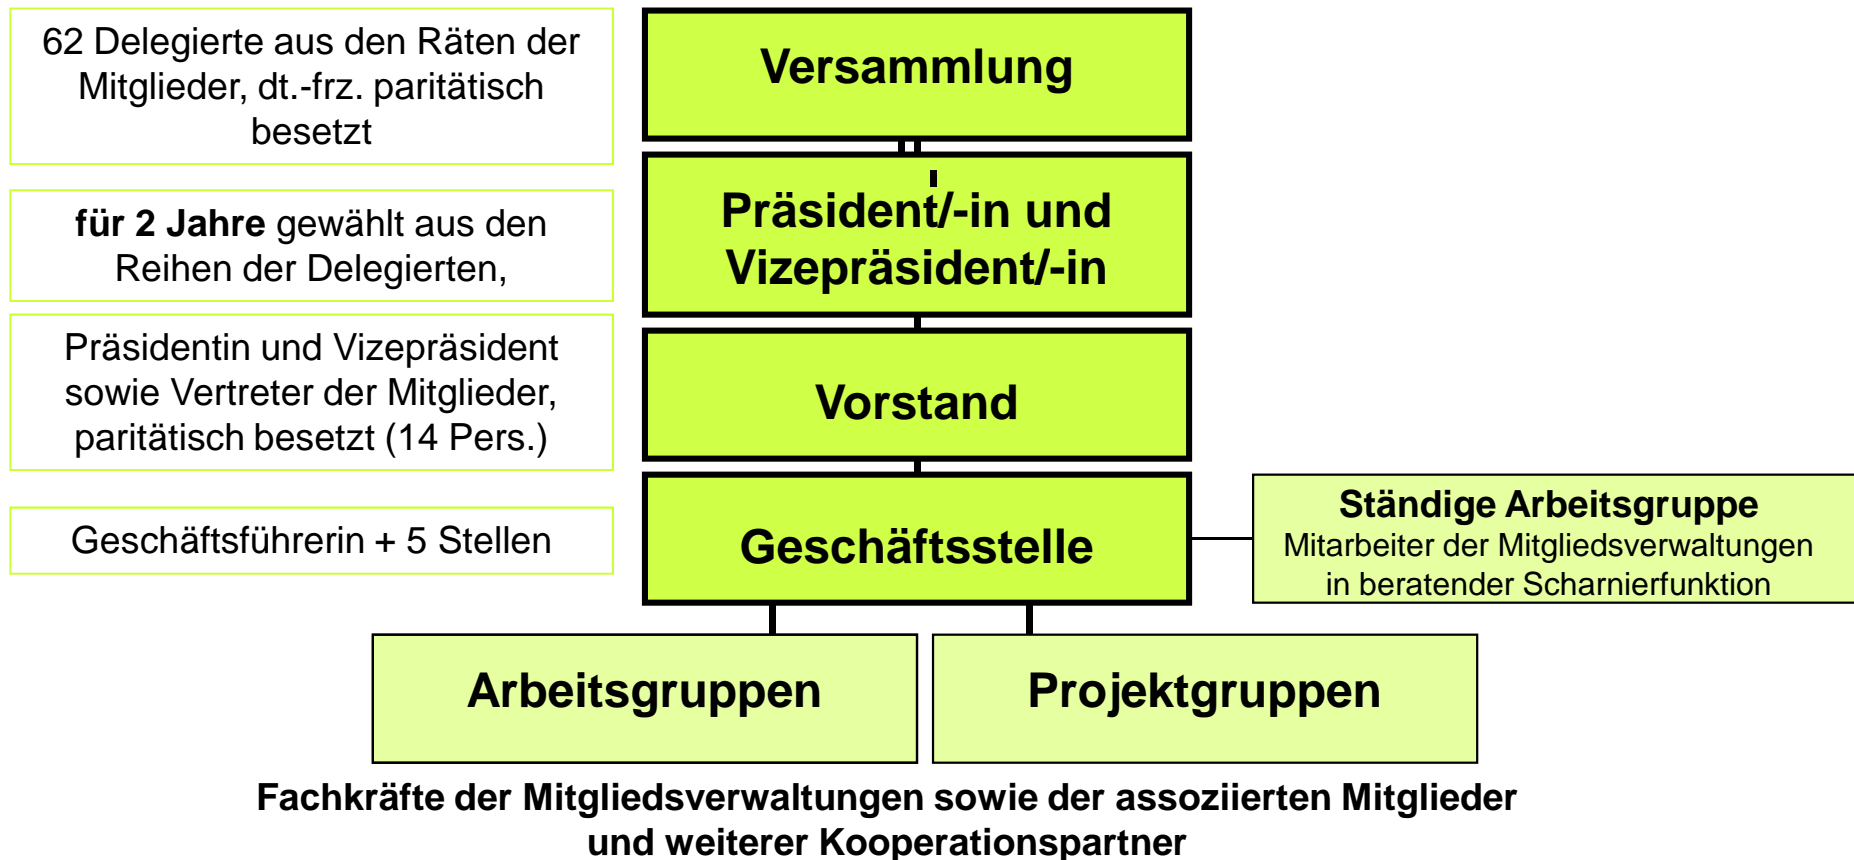 62 Delegierte aus den Räten der
Mitglieder, dt.-frz. paritätisch
besetzt
Versammlung
für 2 Jahre gewählt aus den
Reihen der Delegierten,
Präsident/-in und
Vizepräsident/-in
Präsidentin und Vizepräsident
sowie Vertreter der Mitglieder,
paritätisch besetzt (14 Pers.)
Vorstand
Geschäftsführerin + 5 Stellen
Geschäftsstelle
Ständige Arbeitsgruppe
Mitarbeiter der Mitgliedsverwaltungen
in beratender Scharnierfunktion
Arbeitsgruppen
Projektgruppen
Fachkräfte der Mitgliedsverwaltungen sowie der assoziierten Mitglieder
und weiterer Kooperationspartner